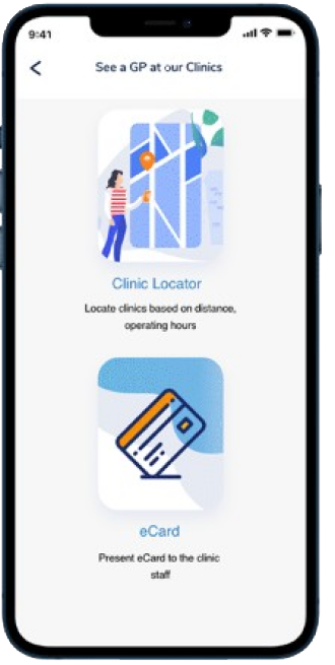 9:41
See a GP at our Clinics
Clinic Locator
Locate clinics based on distance,
operating hours
eCard
Present eCard to the clinic
staff